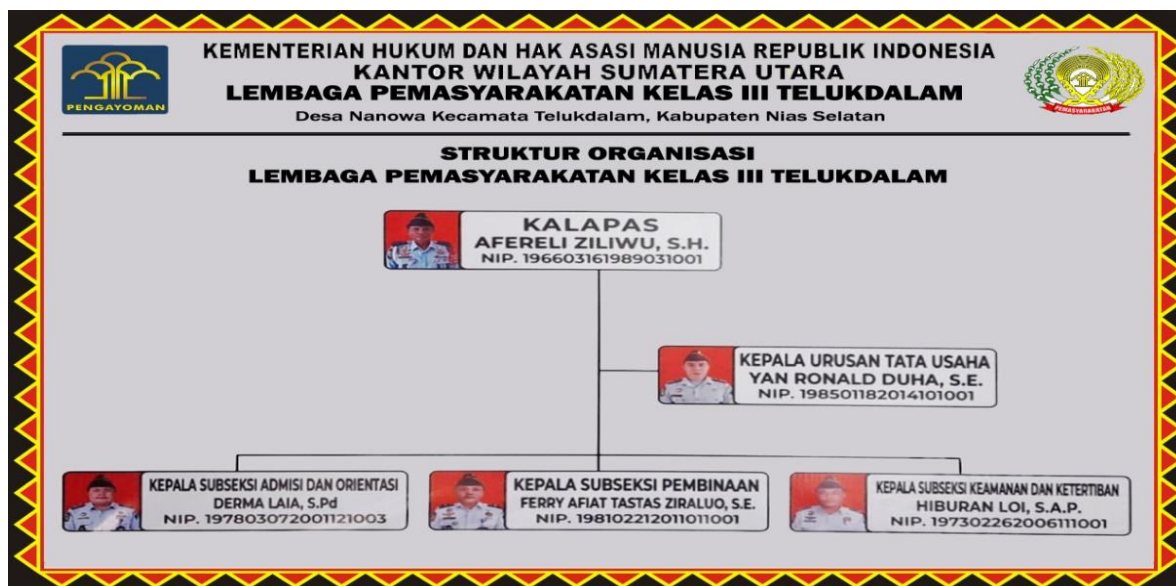 KEMENTERIAN HUKUM DAN HAK ASASI MANUSIA REPUBLIK INDONESIA
KANTOR WILAYAH SUMATERA UTARA
LEMBAGA PEMASYARAKATAN KELAS III TELUKDALAM
Desa Nanowa Kecamata Telukdalam, Kabupaten Nias Selatan
PENGAYOMAN
PEMASYARAKATAN
STRUKTUR ORGANISASI
LEMBAGA PEMASYARAKATAN KELAS III TELUKDALAM
KALAPAS
AFERELI ZILIWU, S.H.
NIP. 196603161989031001
KEPALA URUSAN TATA USAHA
YAN RONALD DUHA, S.E.
NIP. 198501182014101001
KEPALA SUBSEKSI ADMISI DAN ORIENTASI
DERMA LAIA, S.Pd
NIP. 197803072001121003
KEPALA SUBSEKSI PEMBINAAN
FERRY AFIAT TASTAS ZIRALUO, S.E.
NIP. 198102212011011001
KEPALA SUBSEKSI KEAMANAN DAN KETERTIBAN
HIBURAN LOI, S.A.P.
NIP. 197302262006111001